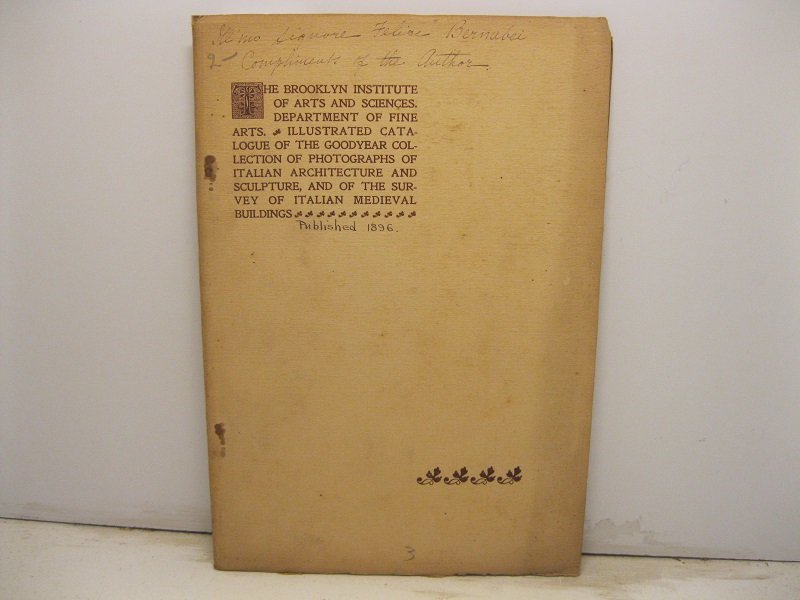 Ill'mo Signore Felice Bernabei
Compliments of the Author.
THE BROOKLYN INSTITUTE
OF ARTS AND SCIENCES.
DEPARTMENT OF FINE
ARTS. ILLUSTRATED CATA-
LOGUE OF THE GOODYEAR COL-
LECTION OF PHOTOGRAPHS OF
ITALIAN ARCHITECTURE AND
SCULPTURE, AND OF THE SUR-
VEY OF ITALIAN MEDIEVAL
BUILDINGS
Published 1896.
3